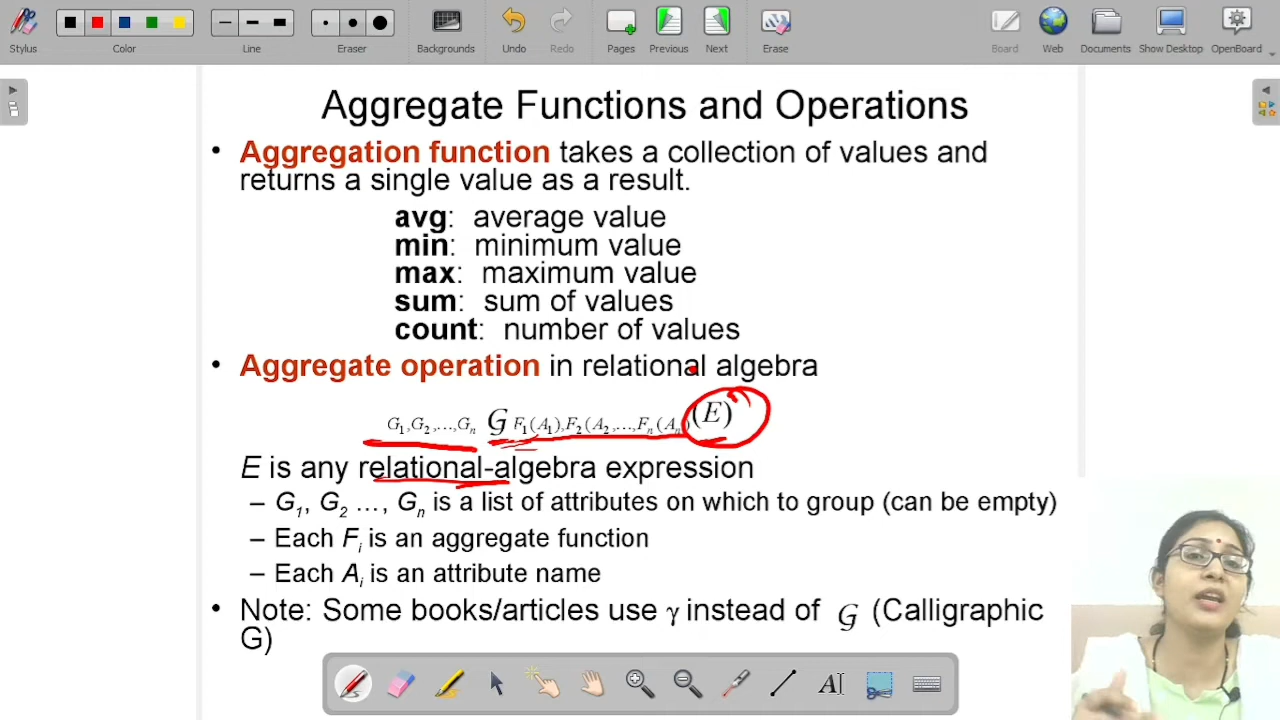 Stylus Color Line Eraser Backgrounds Undo Redo Pages Previous Next Erase Board Web Documents Show Desktop OpenBoard
Aggregate Functions and Operations
• Aggregation function takes a collection of values and
returns a single value as a result.
avg: average value
min: minimum value
max: maximum value
sum: sum of values
count: number of values
• Aggregate operation in relational algebra
G₁,G₂,...,Gₙ 𝒢 F₁(A₁),F₂(A₂,...,Fₙ(Aₙ) (E)
E is any relational-algebra expression
– G₁, G₂ ..., Gₙ is a list of attributes on which to group (can be empty)
– Each Fᵢ is an aggregate function
– Each Aᵢ is an attribute name
• Note: Some books/articles use γ instead of 𝒢 (Calligraphic
G)